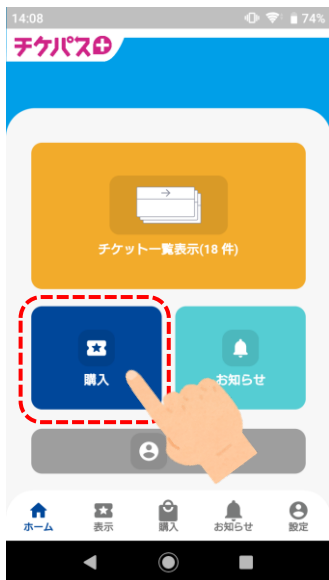 14:08
74%
チケパス
チケット一覧表示(18 件)
購入
お知らせ
ホーム
表示
購入
お知らせ
設定